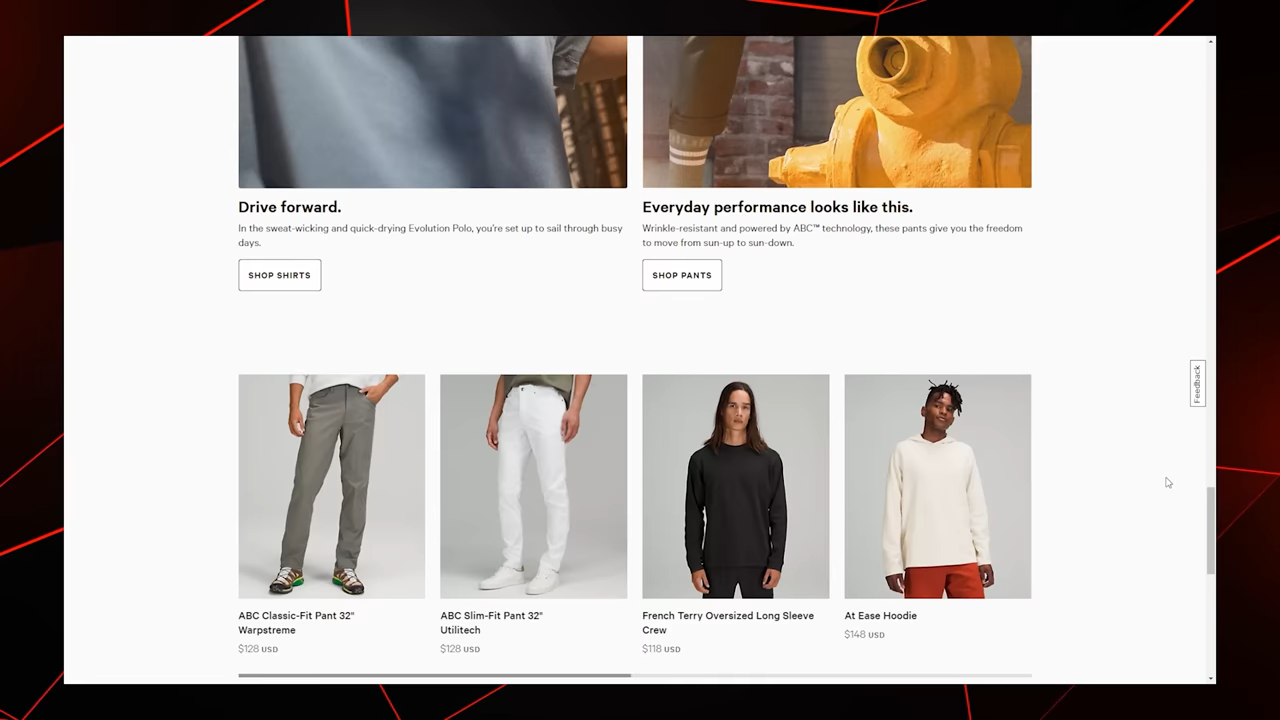 Drive forward.
In the sweat-wicking and quick-drying Evolution Polo, you're set up to sail through busy
days.
SHOP SHIRTS
Everyday performance looks like this.
Wrinkle-resistant and powered by ABC™ technology, these pants give you the freedom
to move from sun-up to sun-down.
SHOP PANTS
Feedback
ABC Classic-Fit Pant 32"
Warpstreme
$128 USD
ABC Slim-Fit Pant 32"
Utilitech
$128 USD
French Terry Oversized Long Sleeve
Crew
$118 USD
At Ease Hoodie
$148 USD